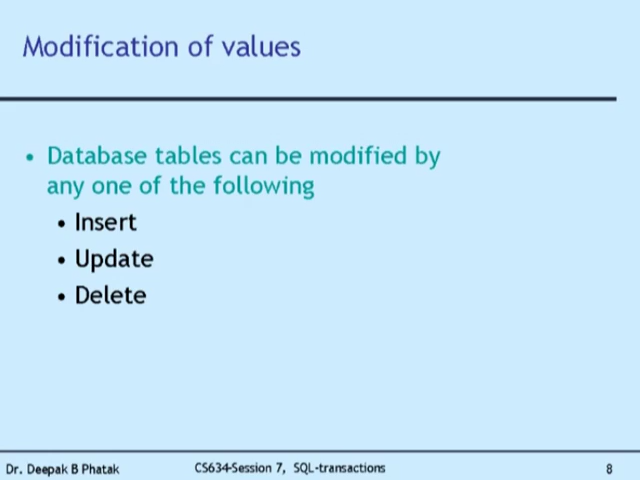 Modification of values
• Database tables can be modified by
any one of the following
• Insert
• Update
• Delete
Dr. Deepak B Phatak CS634-Session 7, SQL-transactions 8